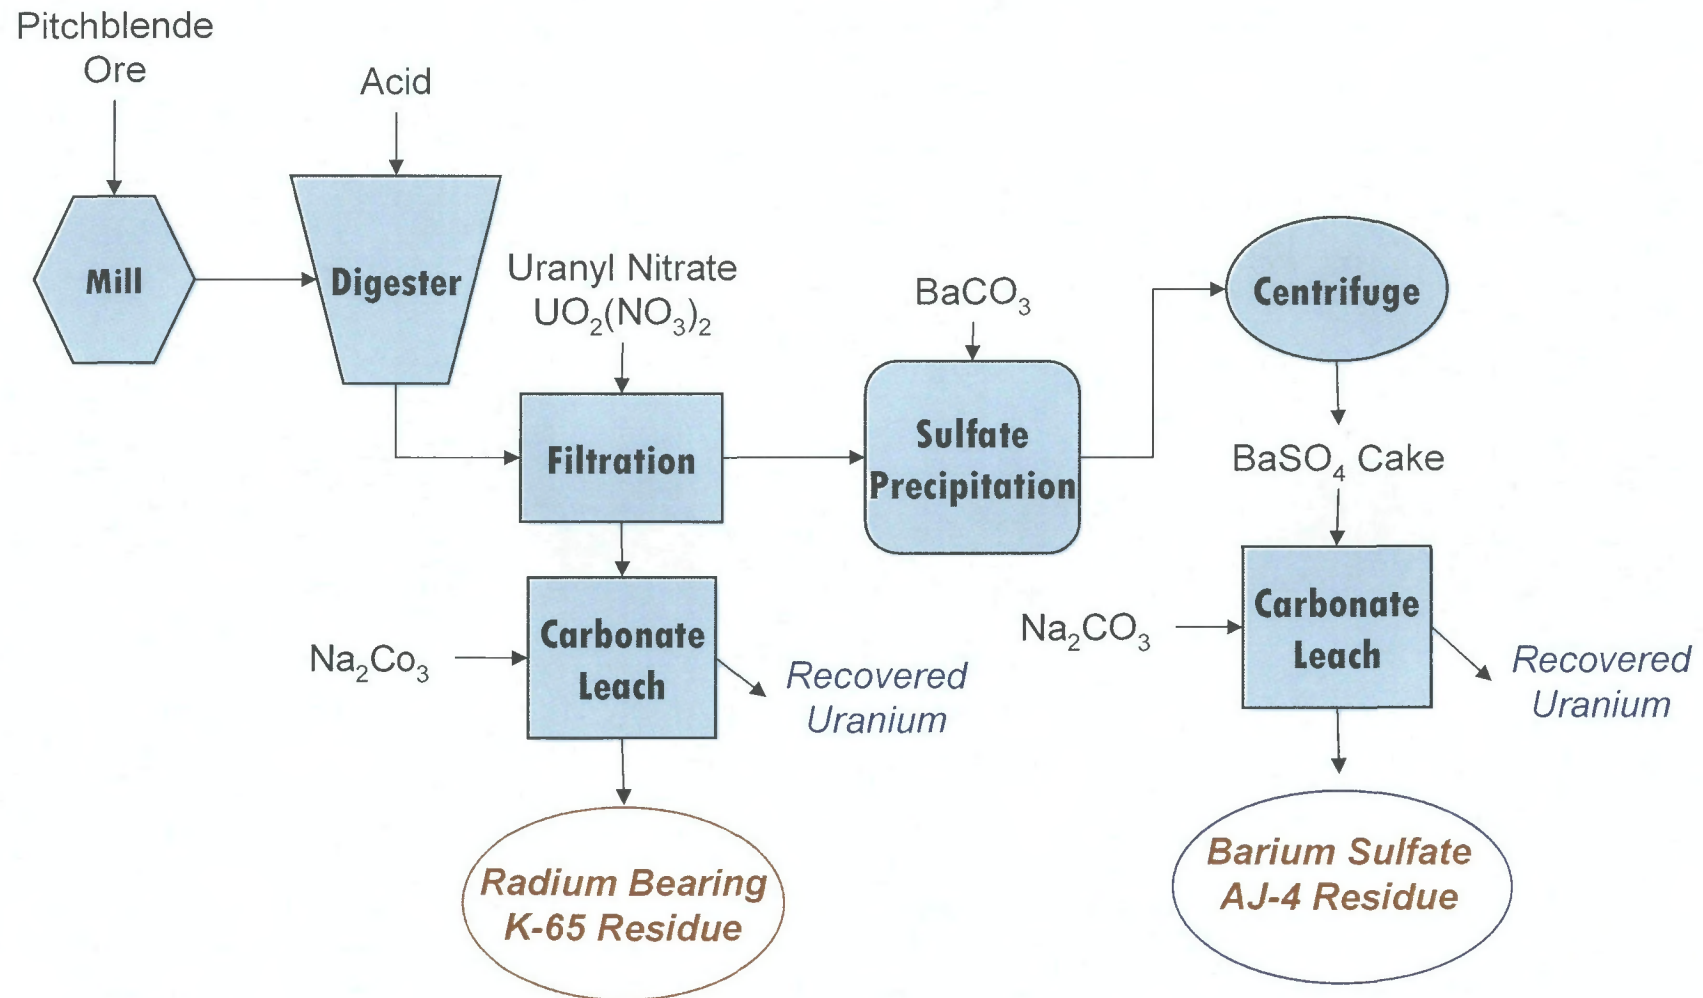 Pitchblende
Ore
Acid
Mill
Digester
Uranyl Nitrate
UO₂(NO₃)₂
BaCO₃
Centrifuge
Filtration
Sulfate
Precipitation
BaSO₄ Cake
Carbonate
Leach
Na₂Co₃
Recovered
Uranium
Na₂CO₃
Carbonate
Leach
Recovered
Uranium
Radium Bearing
K-65 Residue
Barium Sulfate
AJ-4 Residue